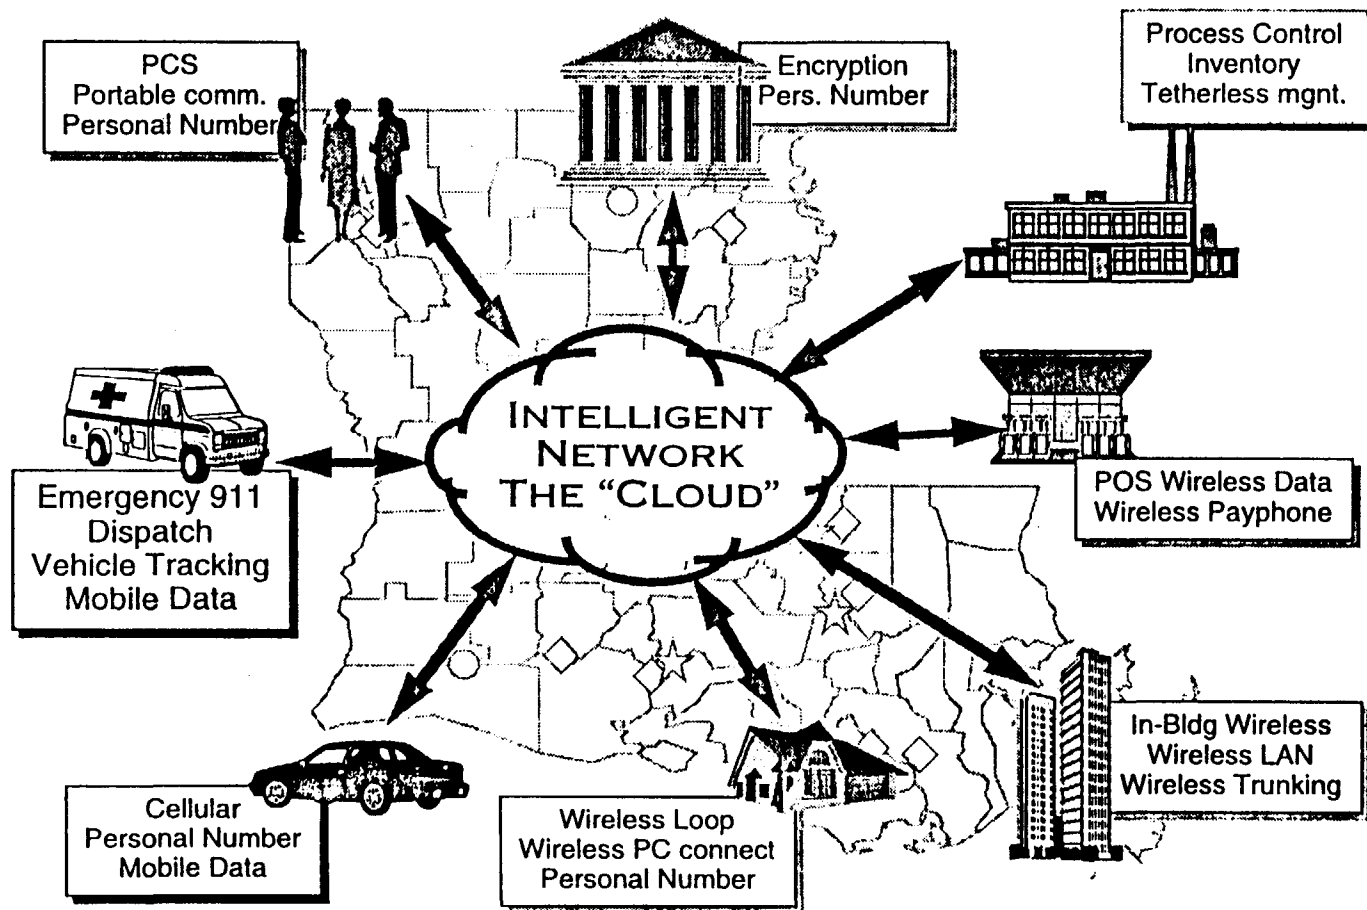 PCS
Portable comm.
Personal Number
Encryption
Pers. Number
Process Control
Inventory
Tetherless mgnt.
INTELLIGENT
NETWORK
THE "CLOUD"
Emergency 911
Dispatch
Vehicle Tracking
Mobile Data
POS Wireless Data
Wireless Payphone
In-Bldg Wireless
Wireless LAN
Wireless Trunking
Cellular
Personal Number
Mobile Data
Wireless Loop
Wireless PC connect
Personal Number